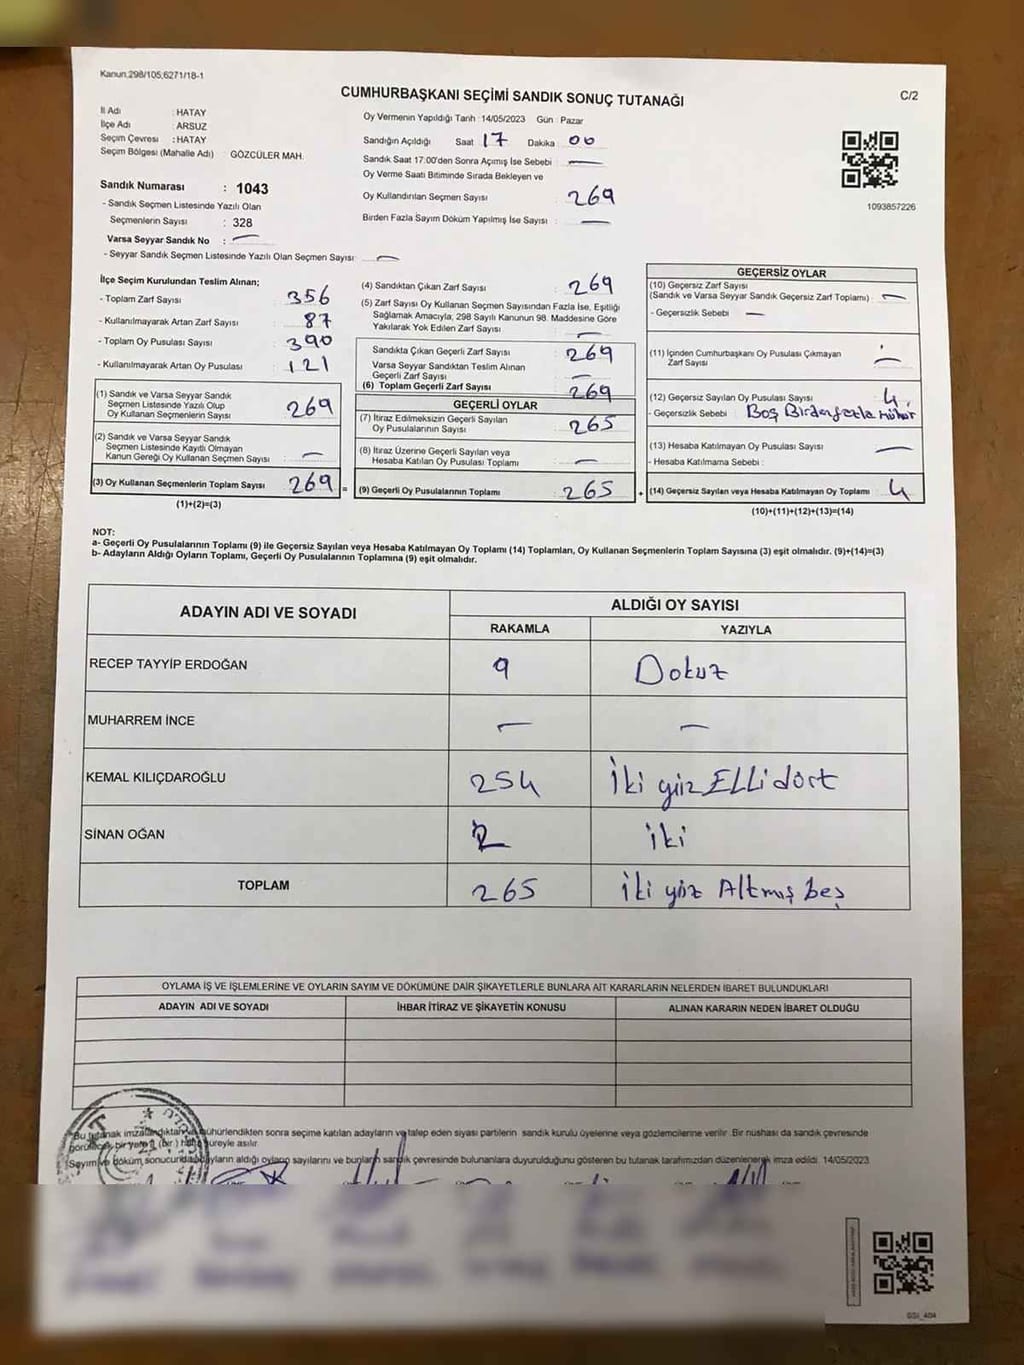 Kanun,298/105;6271/18-1
CUMHURBAŞKANI SEÇİMİ SANDIK SONUÇ TUTANAĞI
C/2
İl Adı : HATAY
İlçe Adı : ARSUZ
Seçim Çevresi : HATAY
Seçim Bölgesi (Mahalle Adı) : GÖZCÜLER MAH.
Sandık Numarası : 1043
- Sandık Seçmen Listesinde Yazılı Olan
Seçmenlerin Sayısı : 328
Varsa Seyyar Sandık No : —
- Seyyar Sandık Seçmen Listesinde Yazılı Olan Seçmen Sayısı : —
Oy Vermenin Yapıldığı Tarih : 14/05/2023 Gün : Pazar
Sandığın Açıldığı Saat 17 Dakika 00
Sandık Saat 17:00'den Sonra Açımış İse Sebebi : —
Oy Verme Saati Bitiminde Sırada Bekleyen ve
Oy Kullandırılan Seçmen Sayısı : 269
Birden Fazla Sayım Döküm Yapılmış İse Sayısı : —
1093857226
İlçe Seçim Kurulundan Teslim Alınan;
- Toplam Zarf Sayısı : 356
- Kullanılmayarak Artan Zarf Sayısı : 87
- Toplam Oy Pusulası Sayısı : 390
- Kullanılmayarak Artan Oy Pusulası : 121
(1) Sandık ve Varsa Seyyar Sandık
Seçmen Listesinde Yazılı Olup
Oy Kullanan Seçmenlerin Sayısı : 269
(2) Sandık ve Varsa Seyyar Sandık
Seçmen Listesinde Kayıtlı Olmayan
Kanun Gereği Oy Kullanan Seçmen Sayısı : —
(3) Oy Kullanan Seçmenlerin Toplam Sayısı : 269 =
(1)+(2)=(3)
(4) Sandıktan Çıkan Zarf Sayısı : 269
(5) Zarf Sayısı Oy Kullanan Seçmen Sayısından Fazla İse, Eşitliği
Sağlamak Amacıyla, 298 Sayılı Kanunun 98. Maddesine Göre
Yakılarak Yok Edilen Zarf Sayısı : —
Sandıkta Çıkan Geçerli Zarf Sayısı : 269
Varsa Seyyar Sandıktan Teslim Alınan
Geçerli Zarf Sayısı : —
(6) Toplam Geçerli Zarf Sayısı : 269
GEÇERLİ OYLAR
(7) İtiraz Edilmeksizin Geçerli Sayılan
Oy Pusulalarının Sayısı : 265
(8) İtiraz Üzerine Geçerli Sayılan veya
Hesaba Katılan Oy Pusulası Toplamı : —
(9) Geçerli Oy Pusulalarının Toplamı : 265 +
GEÇERSİZ OYLAR
(10) Geçersiz Zarf Sayısı
(Sandık ve Varsa Seyyar Sandık Geçersiz Zarf Toplamı) : —
- Geçersizlik Sebebi : —
(11) İçinden Cumhurbaşkanı Oy Pusulası Çıkmayan
Zarf Sayısı : —
(12) Geçersiz Sayılan Oy Pusulası Sayısı : 4
- Geçersizlik Sebebi : Boş Birden fazla mühür
(13) Hesaba Katılmayan Oy Pusulası Sayısı : —
- Hesaba Katılmama Sebebi :
(14) Geçersiz Sayılan veya Hesaba Katılmayan Oy Toplamı : 4
(10)+(11)+(12)+(13)=(14)
NOT:
a- Geçerli Oy Pusulalarının Toplamı (9) ile Geçersiz Sayılan veya Hesaba Katılmayan Oy Toplamı (14) Toplamları, Oy Kullanan Seçmenlerin Toplam Sayısına (3) eşit olmalıdır. (9)+(14)=(3)
b- Adayların Aldığı Oyların Toplamı, Geçerli Oy Pusulalarının Toplamına (9) eşit olmalıdır.
ADAYIN ADI VE SOYADI ALDIĞI OY SAYISI
RAKAMLA YAZIYLA
RECEP TAYYİP ERDOĞAN 9 Dokuz
MUHARREM İNCE — —
KEMAL KILIÇDAROĞLU 254 İki yüz ELLi dört
SİNAN OĞAN 2 iki
TOPLAM 265 iki yüz Altmış beş
OYLAMA İŞ VE İŞLEMLERİNE VE OYLARIN SAYIM VE DÖKÜMÜNE DAİR ŞİKAYETLERLE BUNLARA AİT KARARLARIN NELERDEN İBARET BULUNDUKLARI
ADAYIN ADI VE SOYADI İHBAR İTİRAZ VE ŞİKAYETİN KONUSU ALINAN KARARIN NEDEN İBARET OLDUĞU
Bu tutanak imzalandıktan ve mühürlendikten sonra seçime katılan adayların ve talep eden siyasi partilerin sandık kurulu üyelerine veya gözlemcilerine verilir. Bir nüshası da sandık çevresinde
görülecek bir yere 1 (bir) hafta süreyle asılır.
Sayım ve döküm sonucunda adayların aldığı oyların sayılarını ve bunların sandık çevresinde bulunanlara duyurulduğunu gösteren bu tutanak tarafımızdan düzenlenerek imza edildi. 14/05/2023